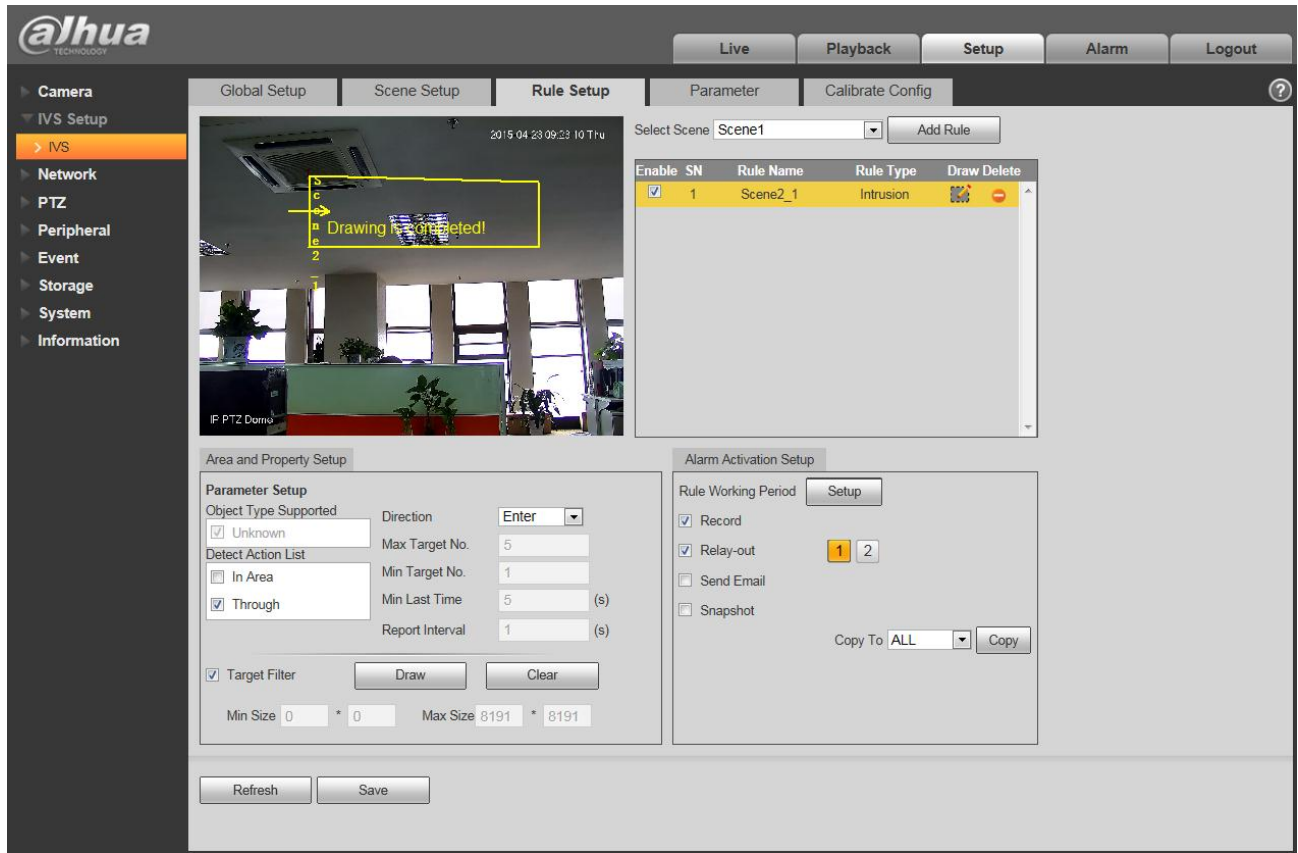 alhua
TECHNOLOGY
Live Playback Setup Alarm Logout
Camera
IVS Setup
IVS
Network
PTZ
Peripheral
Event
Storage
System
Information
Global Setup Scene Setup Rule Setup Parameter Calibrate Config ?
2015 04 23 09:23 10 Thu
Scene2_1
Drawing is completed!
IP PTZ Dome
Select Scene Scene1 Add Rule
Enable SN Rule Name Rule Type Draw Delete
1 Scene2_1 Intrusion
Area and Property Setup
Parameter Setup
Object Type Supported
Unknown
Detect Action List
In Area
Through
Direction Enter
Max Target No. 5
Min Target No. 1
Min Last Time 5 (s)
Report Interval 1 (s)
Target Filter Draw Clear
Min Size 0 * 0 Max Size 8191 * 8191
Alarm Activation Setup
Rule Working Period Setup
Record
Relay-out 1 2
Send Email
Snapshot
Copy To ALL Copy
Refresh Save